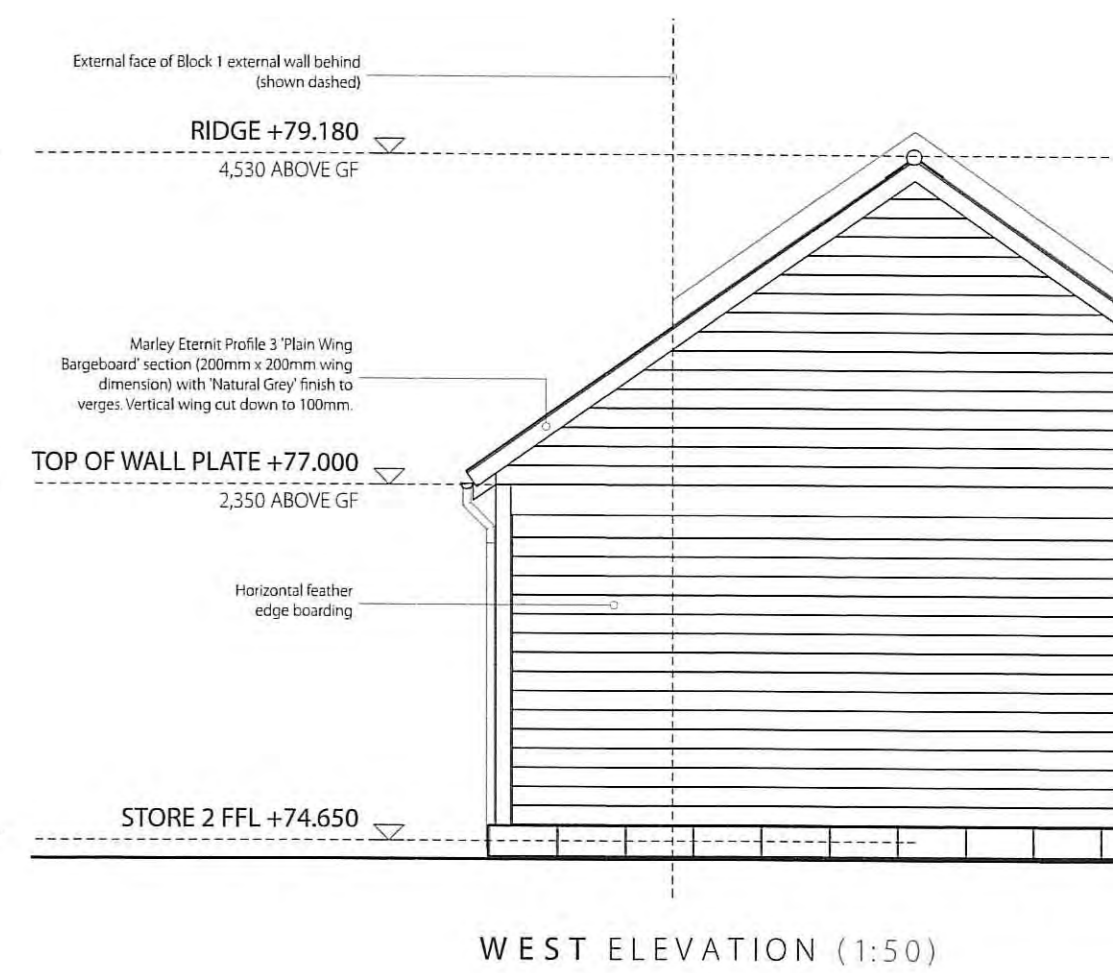 External face of Block 1 external wall behind
(shown dashed)
RIDGE +79.180
4,530 ABOVE GF
Marley Eternit Profile 3 'Plain Wing
Bargeboard' section (200mm x 200mm wing
dimension) with 'Natural Grey' finish to
verges. Vertical wing cut down to 100mm.
TOP OF WALL PLATE +77.000
2,350 ABOVE GF
Horizontal feather
edge boarding
STORE 2 FFL +74.650
WEST ELEVATION (1:50)